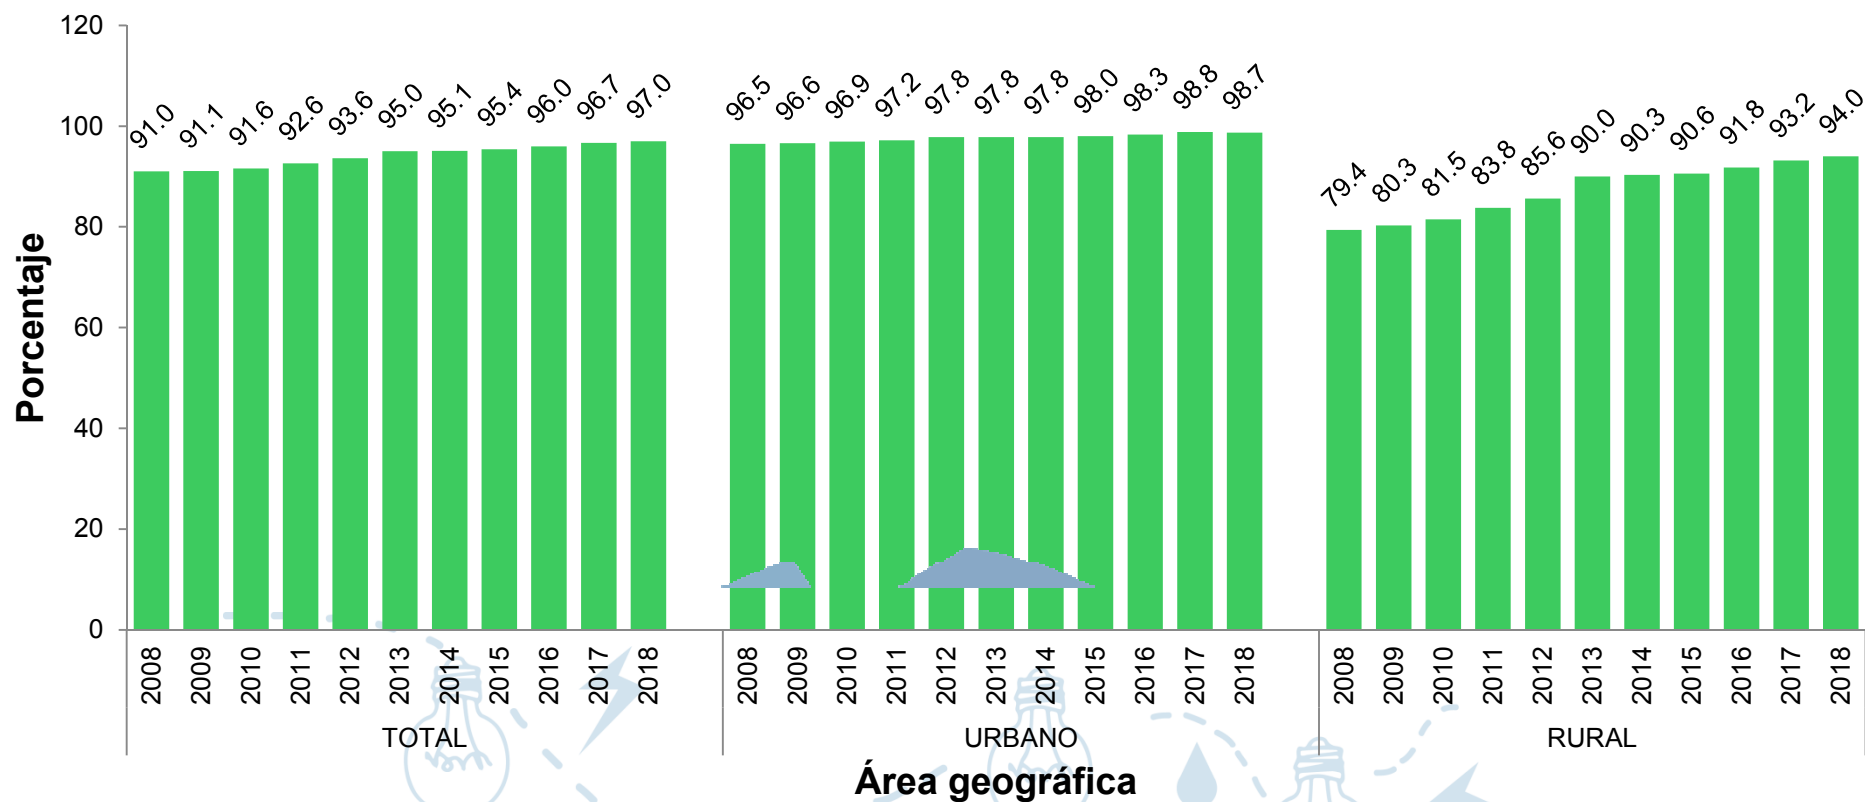 Porcentaje
120
100
80
60
40
20
0
91.0 91.1 91.6 92.6 93.6 95.0 95.1 95.4 96.0 96.7 97.0
96.5 96.6 96.9 97.2 97.8 97.8 97.8 98.0 98.3 98.8 98.7
79.4 80.3 81.5 83.8 85.6 90.0 90.3 90.6 91.8 93.2 94.0
2008 2009 2010 2011 2012 2013 2014 2015 2016 2017 2018
2008 2009 2010 2011 2012 2013 2014 2015 2016 2017 2018
2008 2009 2010 2011 2012 2013 2014 2015 2016 2017 2018
TOTAL
URBANO
RURAL
Área geográfica